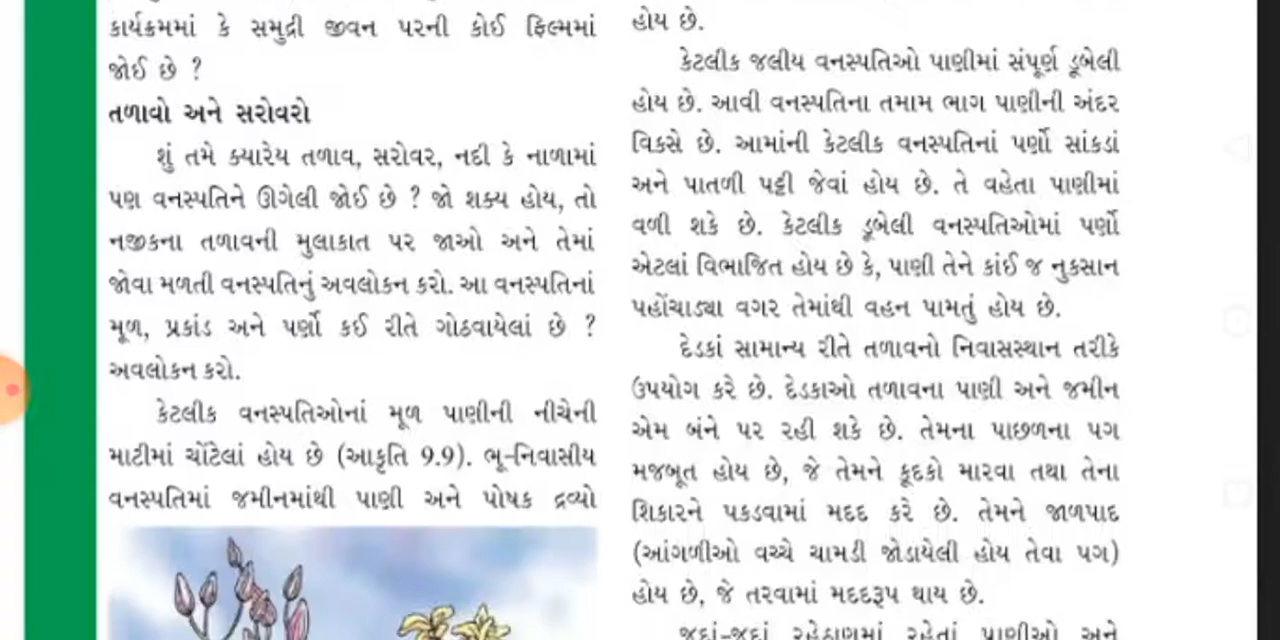 કાર્યક્રમમાં કે સમુદ્રી જીવન પરની કોઈ ફિલ્મમાં
જોઈ છે ?
તળાવો અને સરોવરો
શું તમે ક્યારેય તળાવ, સરોવર, નદી કે નાળામાં
પણ વનસ્પતિને ઊગેલી જોઈ છે ? જો શક્ય હોય, તો
નજીકના તળાવની મુલાકાત પર જાઓ અને તેમાં
જોવા મળતી વનસ્પતિનું અવલોકન કરો. આ વનસ્પતિનાં
મૂળ, પ્રકાંડ અને પર્ણો કઈ રીતે ગોઠવાયેલાં છે ?
અવલોકન કરો.
કેટલીક વનસ્પતિઓનાં મૂળ પાણીની નીચેની
માટીમાં ચોંટેલાં હોય છે (આકૃતિ 9.9). ભૂ-નિવાસીય
વનસ્પતિમાં જમીનમાંથી પાણી અને પોષક દ્રવ્યો
હોય છે.
કેટલીક જલીય વનસ્પતિઓ પાણીમાં સંપૂર્ણ ડૂબેલી
હોય છે. આવી વનસ્પતિના તમામ ભાગ પાણીની અંદર
વિકસે છે. આમાંની કેટલીક વનસ્પતિનાં પર્ણો સાંકડાં
અને પાતળી પટ્ટી જેવાં હોય છે. તે વહેતા પાણીમાં
વળી શકે છે. કેટલીક ડૂબેલી વનસ્પતિઓમાં પર્ણો
એટલાં વિભાજિત હોય છે કે, પાણી તેને કાંઈ જ નુકસાન
પહોંચાડ્યા વગર તેમાંથી વહન પામતું હોય છે.
દેડકાં સામાન્ય રીતે તળાવનો નિવાસસ્થાન તરીકે
ઉપયોગ કરે છે. દેડકાઓ તળાવના પાણી અને જમીન
એમ બંને પર રહી શકે છે. તેમના પાછળના પગ
મજબૂત હોય છે, જે તેમને કૂદકો મારવા તથા તેના
શિકારને પકડવામાં મદદ કરે છે. તેમને જાળપાદ
(આંગળીઓ વચ્ચે ચામડી જોડાયેલી હોય તેવા પગ)
હોય છે, જે તરવામાં મદદરૂપ થાય છે.
જુદાં-જુદાં રહેઠાણમાં રહેતાં પ્રાણીઓ અને